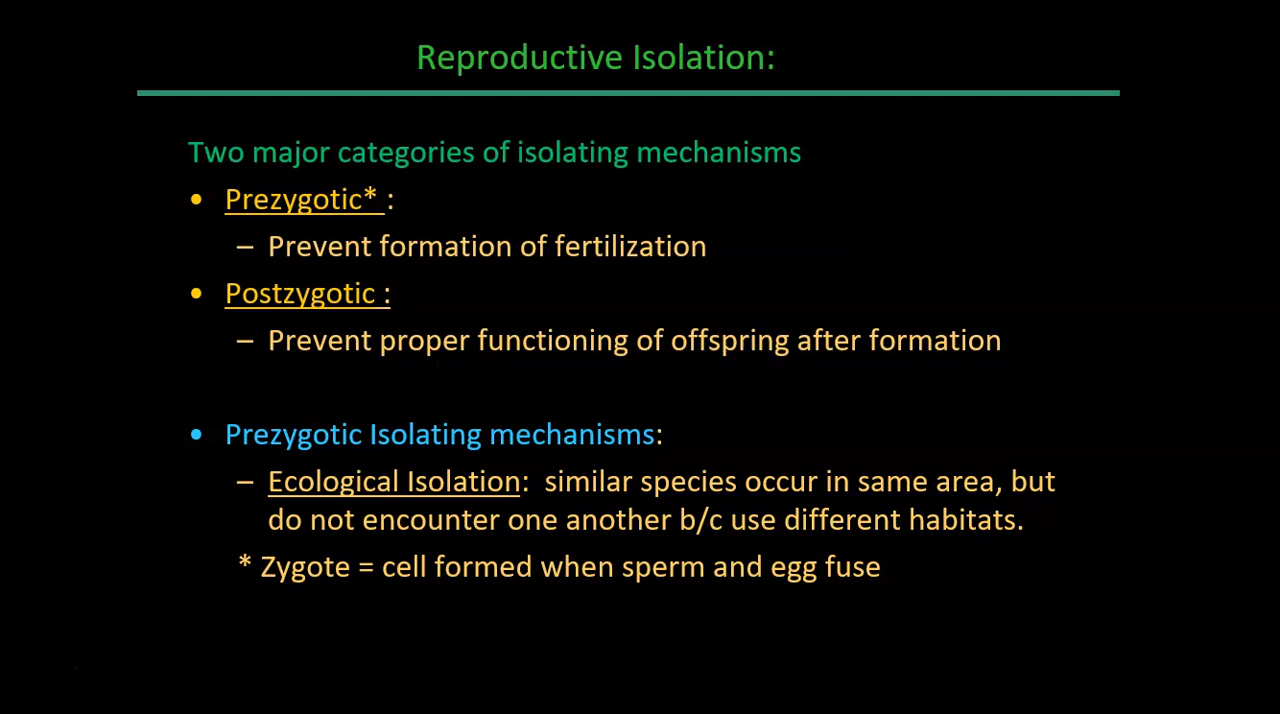 Reproductive Isolation:
Two major categories of isolating mechanisms
• Prezygotic* :
– Prevent formation of fertilization
• Postzygotic :
– Prevent proper functioning of offspring after formation
• Prezygotic Isolating mechanisms:
– Ecological Isolation: similar species occur in same area, but
do not encounter one another b/c use different habitats.
* Zygote = cell formed when sperm and egg fuse